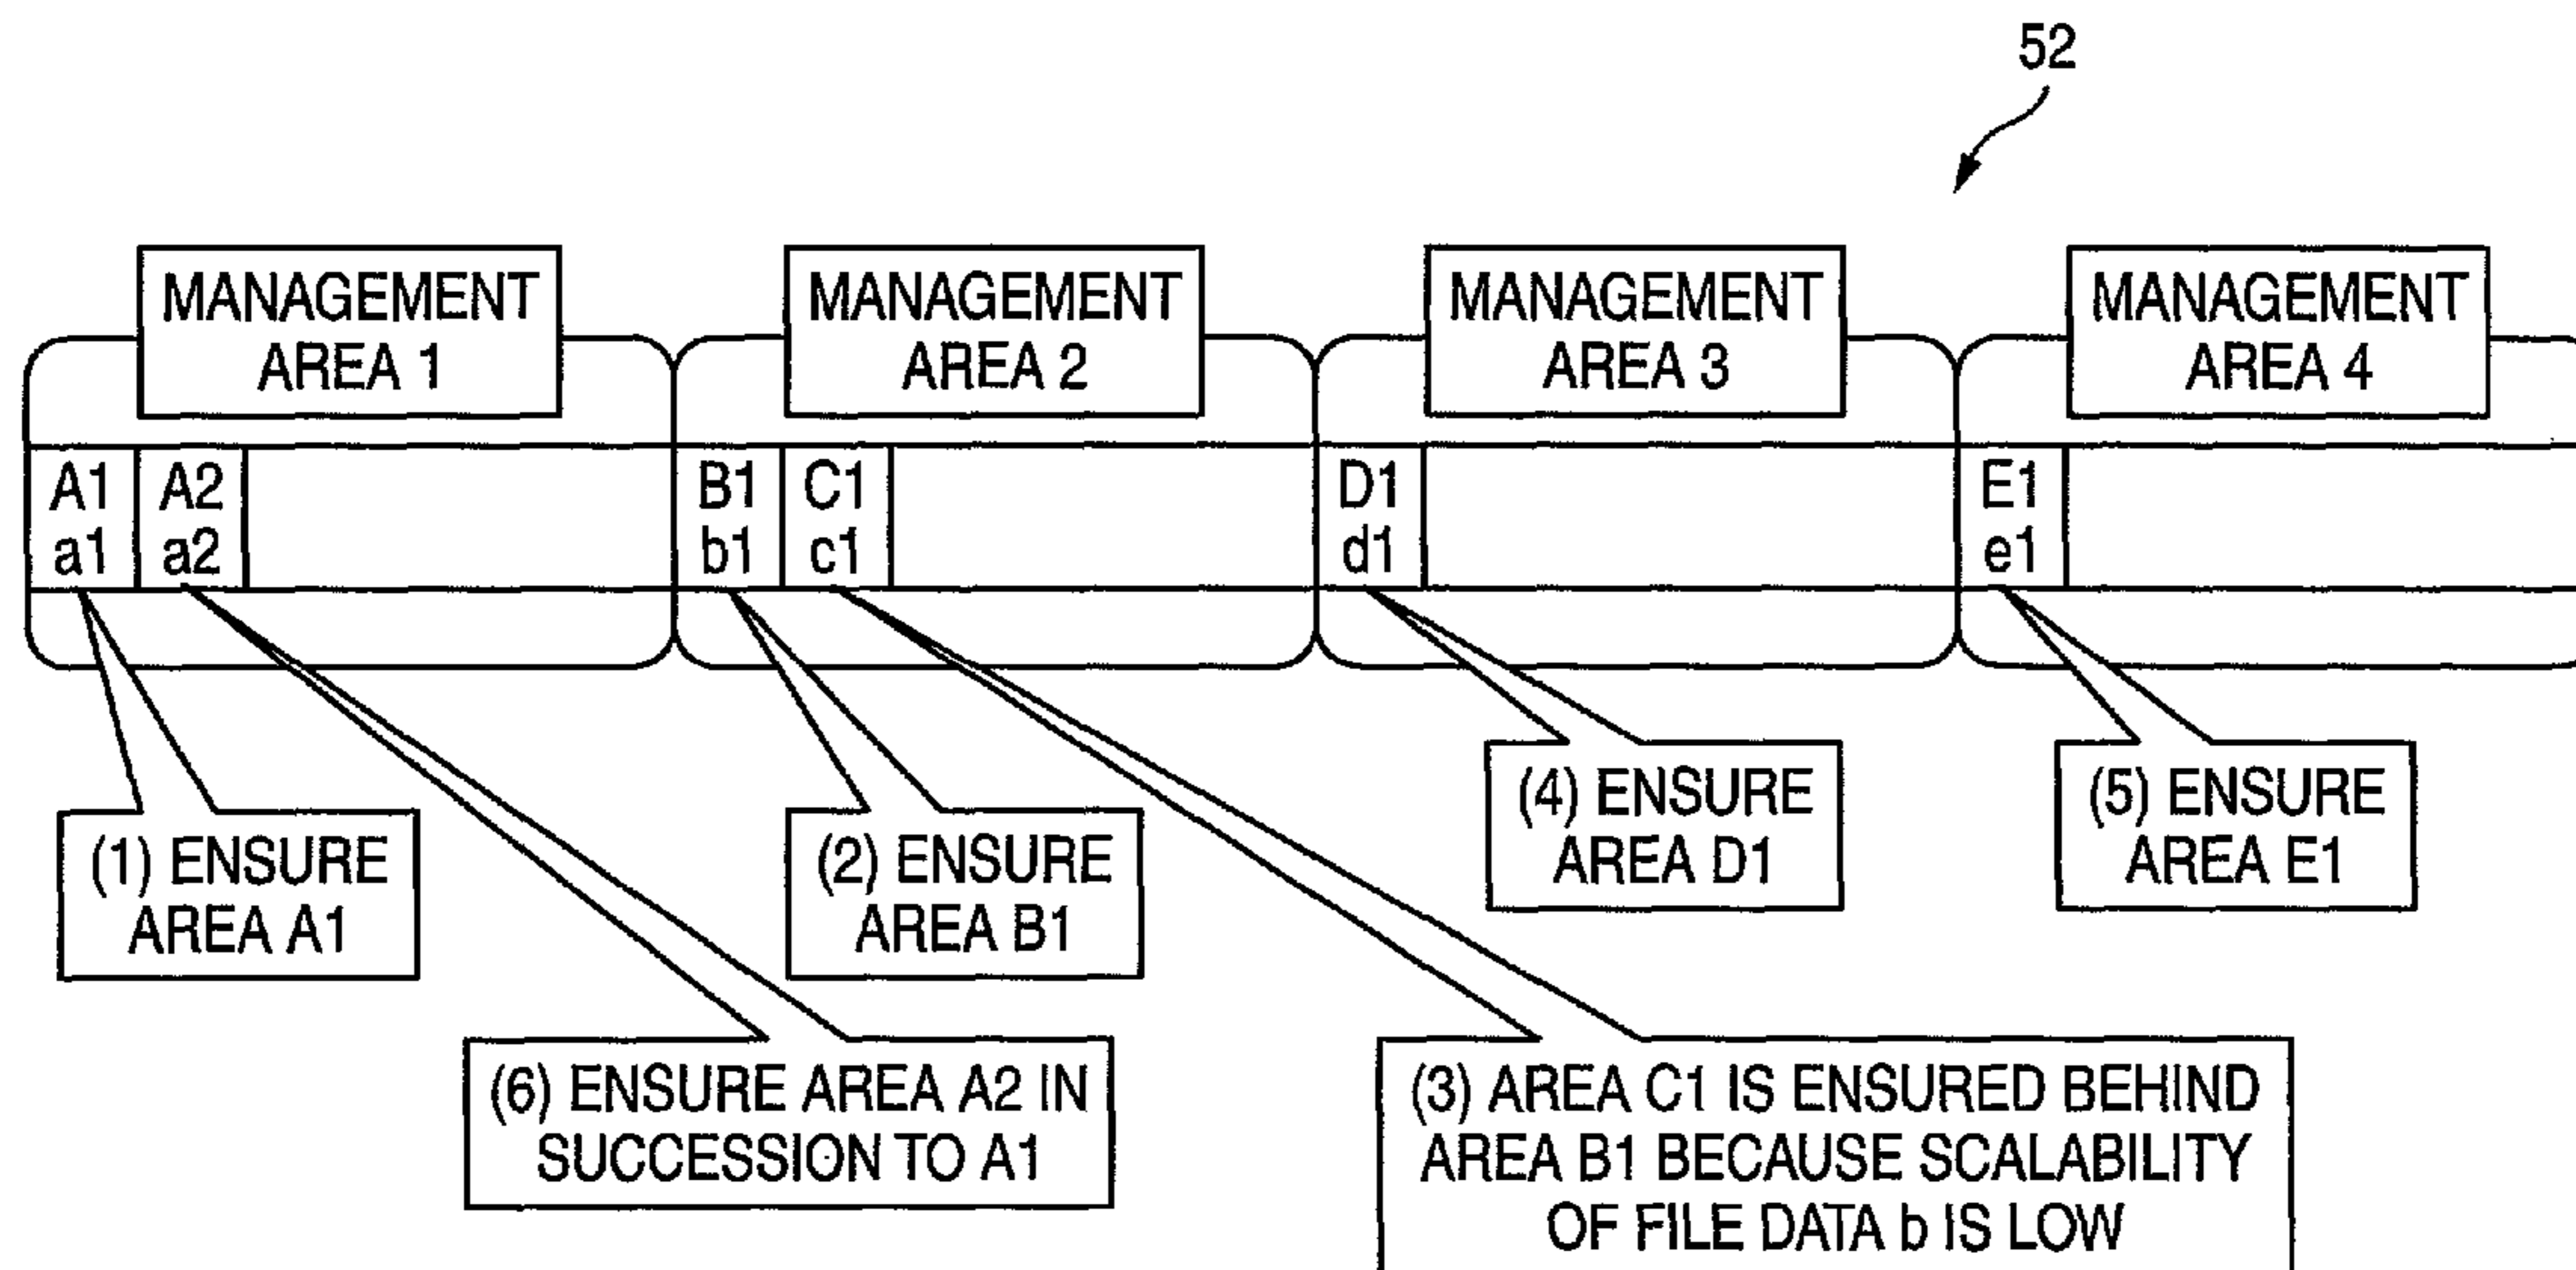 52
MANAGEMENT
AREA 1
MANAGEMENT
AREA 2
MANAGEMENT
AREA 3
MANAGEMENT
AREA 4
A1
a1
A2
a2
B1
b1
C1
c1
D1
d1
E1
e1
(1) ENSURE
AREA A1
(2) ENSURE
AREA B1
(4) ENSURE
AREA D1
(5) ENSURE
AREA E1
(6) ENSURE AREA A2 IN
SUCCESSION TO A1
(3) AREA C1 IS ENSURED BEHIND
AREA B1 BECAUSE SCALABILITY
OF FILE DATA b IS LOW